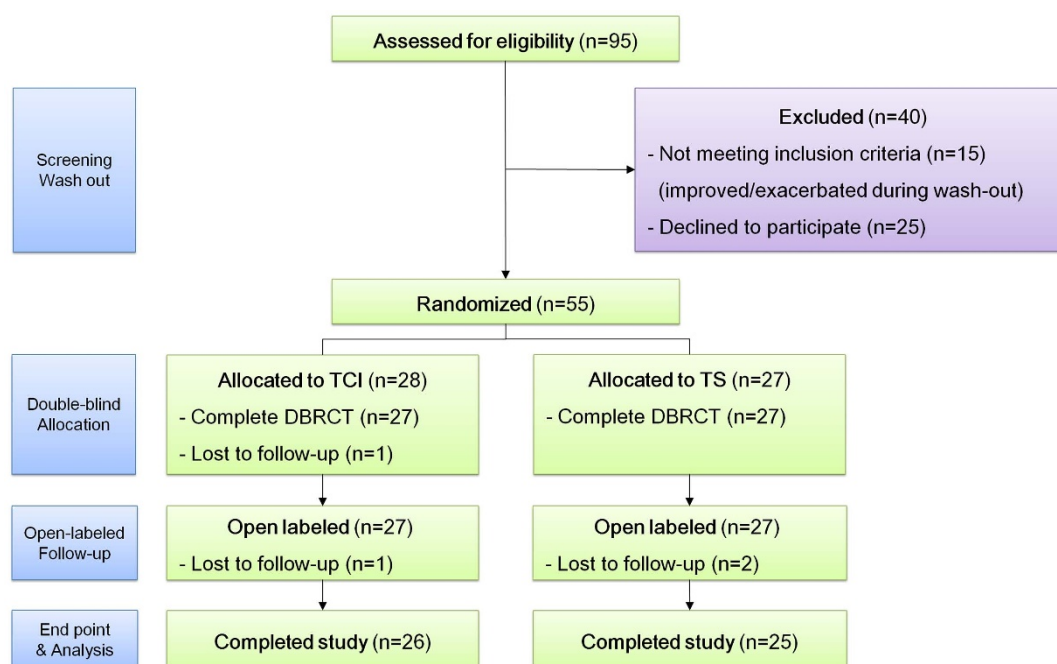 Assessed for eligibility (n=95)
Screening
Wash out
Excluded (n=40)
- Not meeting inclusion criteria (n=15)
(improved/exacerbated during wash-out)
- Declined to participate (n=25)
Randomized (n=55)
Double-blind
Allocation
Allocated to TCI (n=28)
- Complete DBRCT (n=27)
- Lost to follow-up (n=1)
Allocated to TS (n=27)
- Complete DBRCT (n=27)
Open-labeled
Follow-up
Open labeled (n=27)
- Lost to follow-up (n=1)
Open labeled (n=27)
- Lost to follow-up (n=2)
End point
& Analysis
Completed study (n=26)
Completed study (n=25)